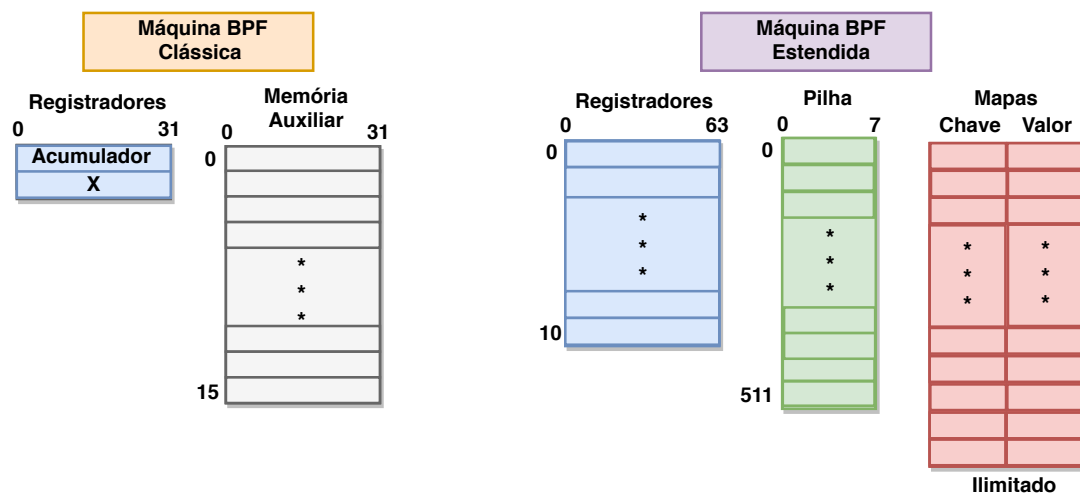 Máquina BPF
Clássica
Registradores
0 31
Acumulador
X
Memória
Auxiliar
0 31
0
*
*
*
15
Máquina BPF
Estendida
Registradores
0 63
0
*
*
*
10
Pilha
0 7
0
*
*
*
511
Mapas
Chave Valor
* *
* *
* *
Ilimitado